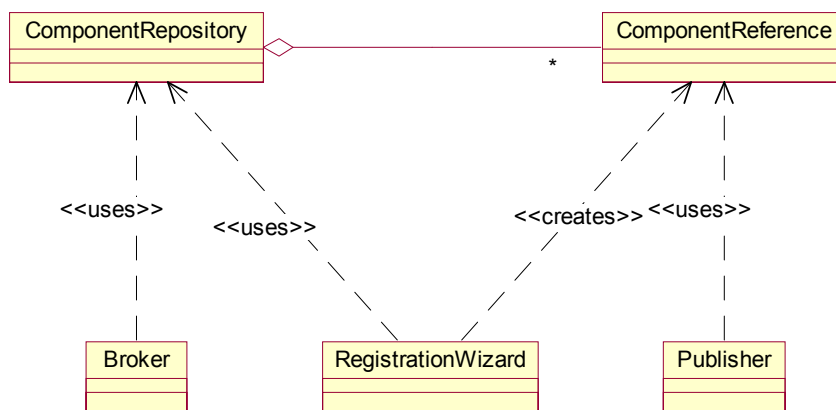 ComponentRepository
ComponentReference
*
<<uses>>
<<uses>>
<<creates>>
<<uses>>
Broker
RegistrationWizard
Publisher